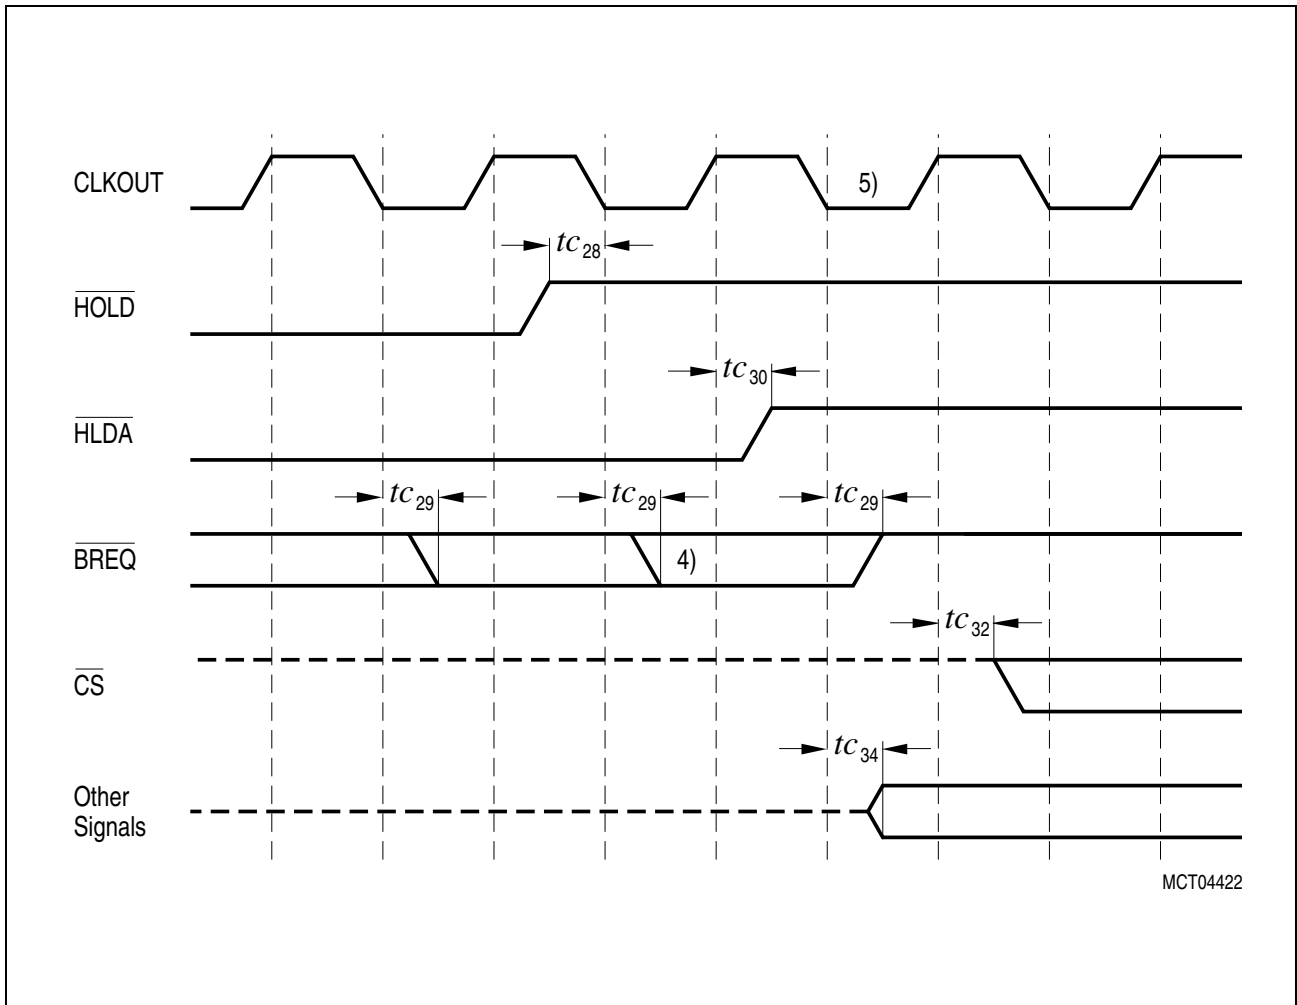 CLKOUT
5)
tc28
HOLD
tc30
HLDA
tc29 tc29 tc29
BREQ
4)
tc32
CS
tc34
Other
Signals
MCT04422